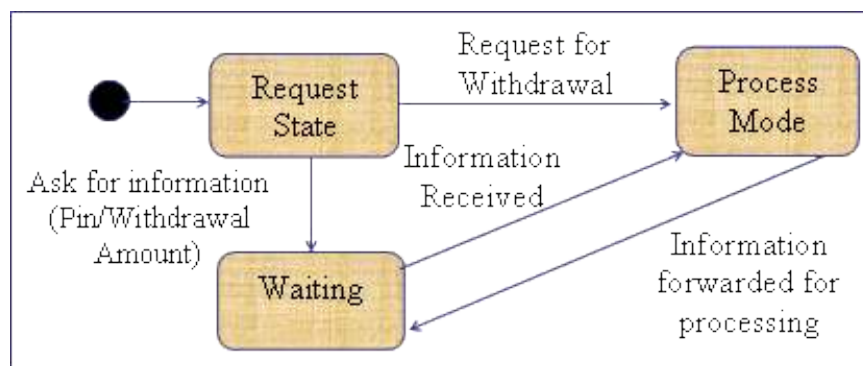 Request
State
Request for
Withdrawal
Process
Mode
Ask for information
(Pin/Withdrawal
Amount)
Information
Received
Waiting
Information
forwarded for
processing